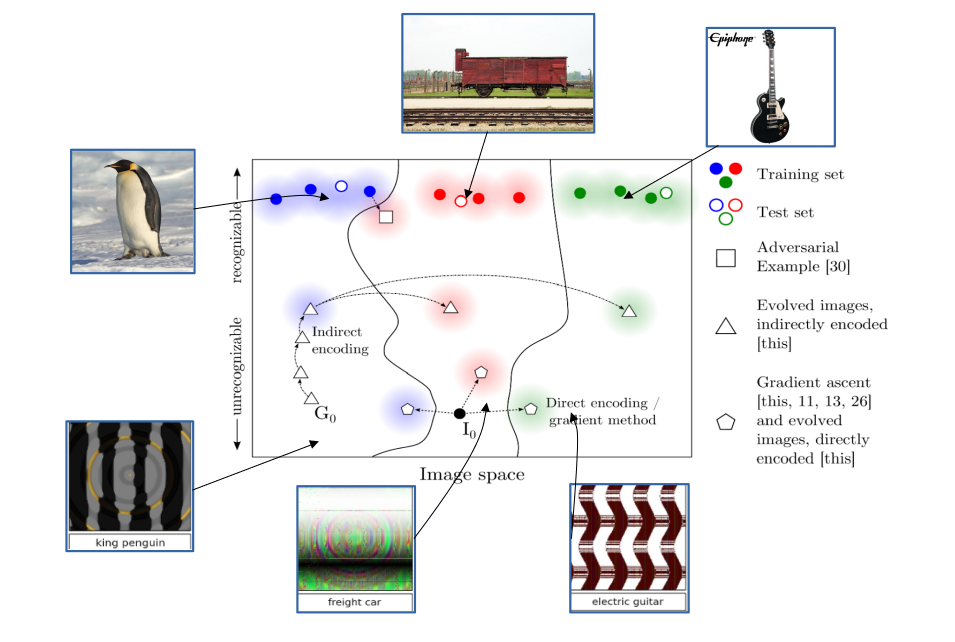 Epiphone
Training set
Test set
Adversarial
Example [30]
Evolved images,
indirectly encoded
[this]
Gradient ascent
[this, 11, 13, 26]
and evolved
images, directly
encoded [this]
recognizable
unrecognizable
Indirect
encoding
G0
I0
Direct encoding /
gradient method
Image space
king penguin
freight car
electric guitar